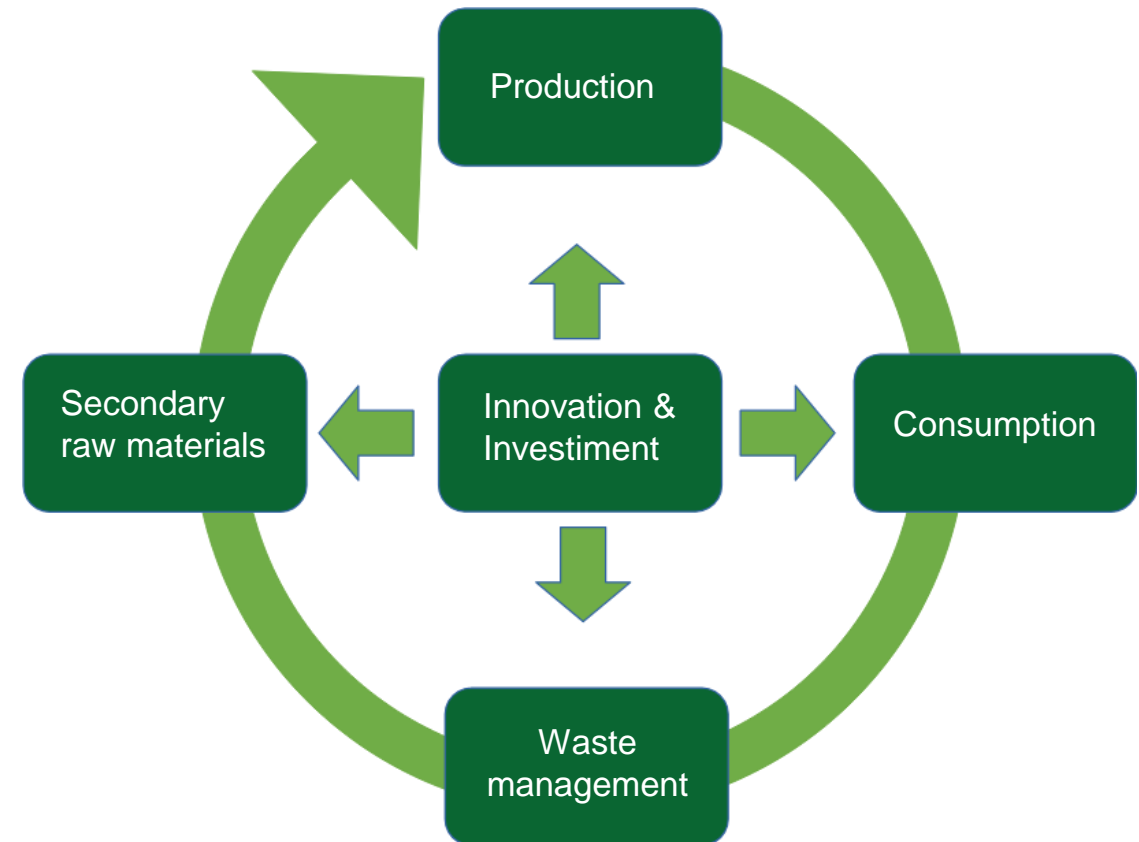 Production
Secondary
raw materials
Innovation &
Investiment
Consumption
Waste
management